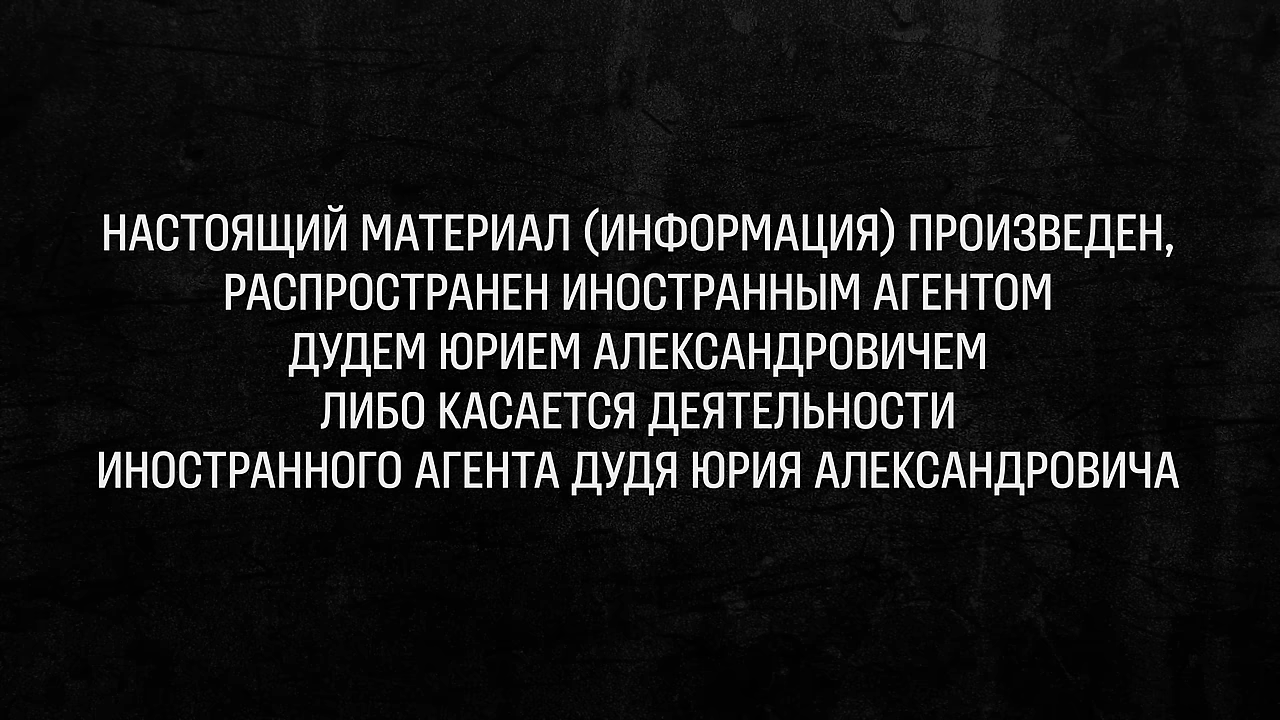 НАСТОЯЩИЙ МАТЕРИАЛ (ИНФОРМАЦИЯ) ПРОИЗВЕДЕН,
РАСПРОСТРАНЕН ИНОСТРАННЫМ АГЕНТОМ
ДУДЕМ ЮРИЕМ АЛЕКСАНДРОВИЧЕМ
ЛИБО КАСАЕТСЯ ДЕЯТЕЛЬНОСТИ
ИНОСТРАННОГО АГЕНТА ДУДЯ ЮРИЯ АЛЕКСАНДРОВИЧА